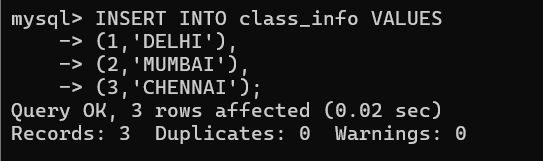 mysql> INSERT INTO class_info VALUES
    -> (1,'DELHI'),
    -> (2,'MUMBAI'),
    -> (3,'CHENNAI');
Query OK, 3 rows affected (0.02 sec)
Records: 3  Duplicates: 0  Warnings: 0